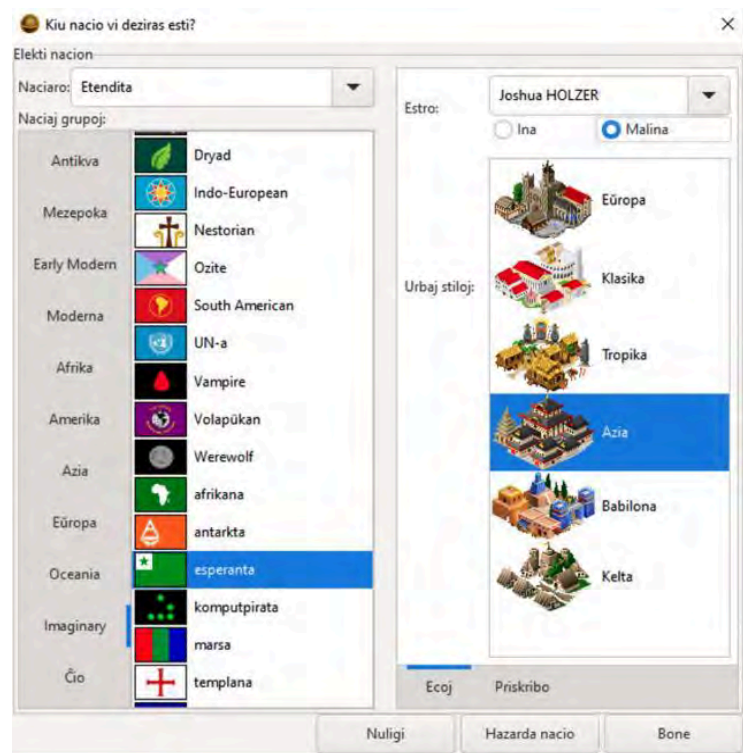 Kiu nacio vi deziras esti?
Elekti nacion
Naciaro: Etendita
Naciaj grupoj:
Antikva
Mezepoka
Early Modern
Moderna
Afrika
Amerika
Azia
Eŭropa
Oceania
Imaginary
Ĉio
Dryad
Indo-European
Nestorian
Ozite
South American
UN-a
Vampire
Volapükan
Werewolf
afrikana
antarkta
esperanta
komputpirata
marsa
templana
Estro: Joshua HOLZER
Ina Malina
Urbaj stiloj:
Eŭropa
Klasika
Tropika
Azia
Babilona
Kelta
Ecoj Priskribo
Nuligi Hazarda nacio Bone